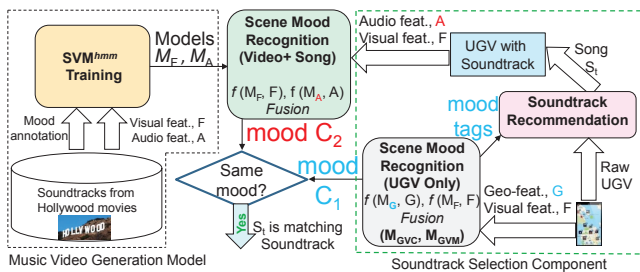 SVMhmm
Training
Models
MF, MA
Mood
annotation
Visual feat., F
Audio feat., A
Soundtracks from
Hollywood movies
HOLLYWOOD
Music Video Generation Model
Scene Mood
Recognition
(Video+ Song)
f (MF, F), f (MA, A)
Fusion
mood C2
Same
mood?
Yes
St is matching
Soundtrack
mood
C1
Audio feat., A
Visual feat., F
UGV with
Soundtrack
Song
St
mood
tags
Soundtrack
Recommendation
Scene Mood
Recognition
(UGV Only)
f (MG, G), f (MF, F)
Fusion
(MGVC, MGVM)
Raw
UGV
Geo-feat., G
Visual feat., F
Soundtrack Selection Component